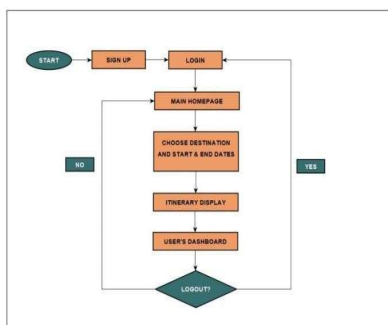 START
SIGN UP
LOGIN
MAIN HOMEPAGE
CHOOSE DESTINATION
AND START & END DATES
NO
YES
ITINERARY DISPLAY
USER'S DASHBOARD
LOGOUT?